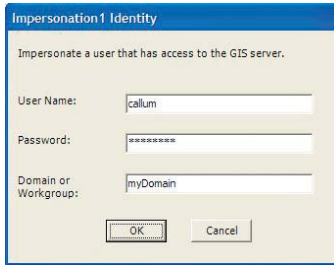 Impersonation1 Identity
Impersonate a user that has access to the GIS server.
User Name: callum
Password: ********
Domain or
Workgroup: myDomain
OK Cancel